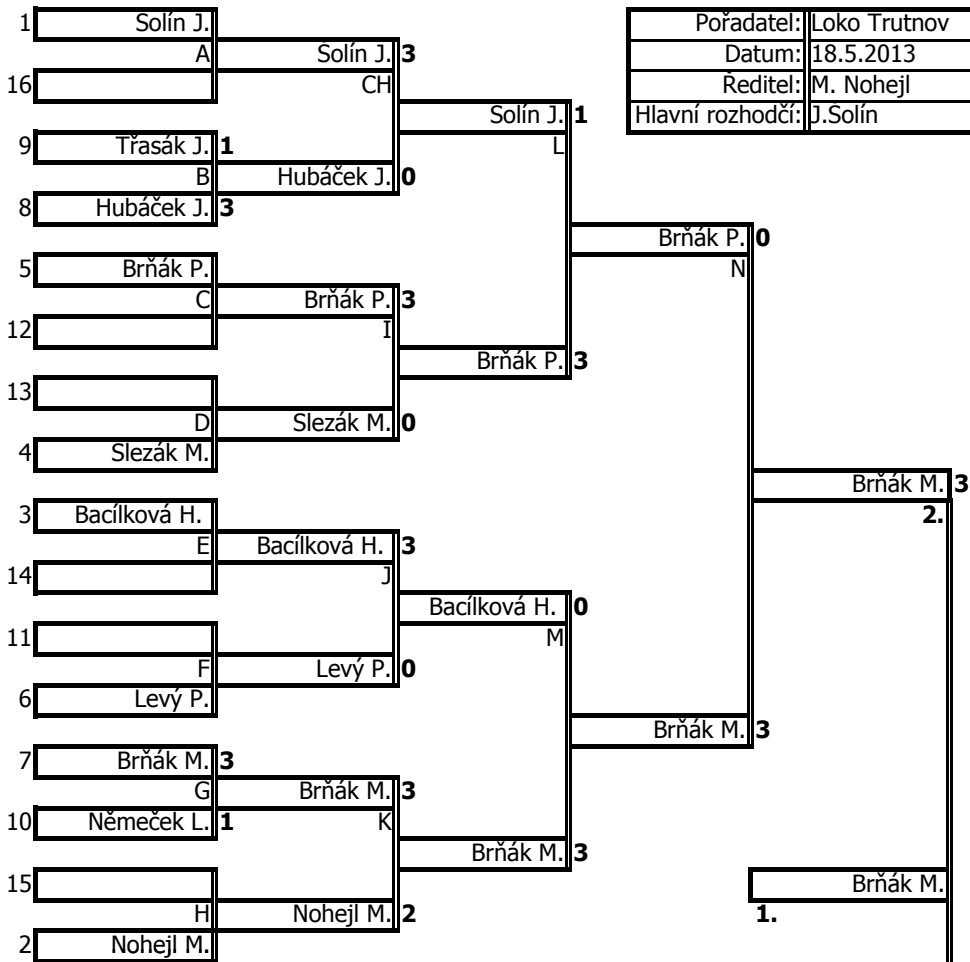 1 Solín J.
A Solín J. 3
16 CH
Solín J. 1
9 Třasák J. 1 L
B Hubáček J. 0
8 Hubáček J. 3
Brňák P. 0
5 Brňák P. N
C Brňák P. 3
12 I
Brňák P. 3
13
D Slezák M. 0
4 Slezák M.
Brňák M. 3
3 Bacílková H. 2.
E Bacílková H. 3
14 J
Bacílková H. 0
11 M
F Levý P. 0
6 Levý P.
Brňák M. 3
7 Brňák M. 3
G Brňák M. 3
10 Němeček L. 1 K
Brňák M. 3
15 Brňák M.
H Nohejl M. 2 1.
2 Nohejl M.
Pořadatel: Loko Trutnov
Datum: 18.5.2013
Ředitel: M. Nohejl
Hlavní rozhodčí: J.Solín